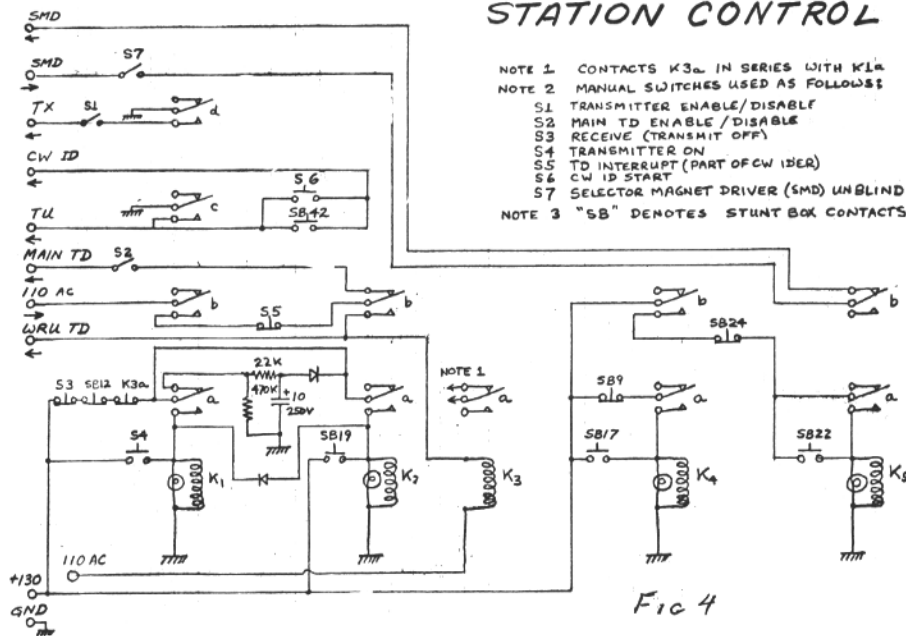 STATION CONTROL
NOTE 1 CONTACTS K3a IN SERIES WITH K1a
NOTE 2 MANUAL SWITCHES USED AS FOLLOWS:
S1 TRANSMITTER ENABLE/DISABLE
S2 MAIN TD ENABLE/DISABLE
S3 RECEIVE (TRANSMIT OFF)
S4 TRANSMITTER ON
S5 TD INTERRUPT (PART OF CW IDER)
S6 CW ID START
S7 SELECTOR MAGNET DRIVER (SMD) UNBLIND
NOTE 3 "SB" DENOTES STUNT BOX CONTACTS
SMD
SMD S7
TX S1 d
CW ID
S6
c SB42
TU
MAIN TD S2
110 AC b S5 b b SB24 b
WRU TD
22K
470K
+10
250V
NOTE 1
S3 SB12 K3a a a a SB9 a a
S4 SB19 SB17 SB22
K1 K2 K3 K4 K5
110 AC
+130
GND
FIG 4